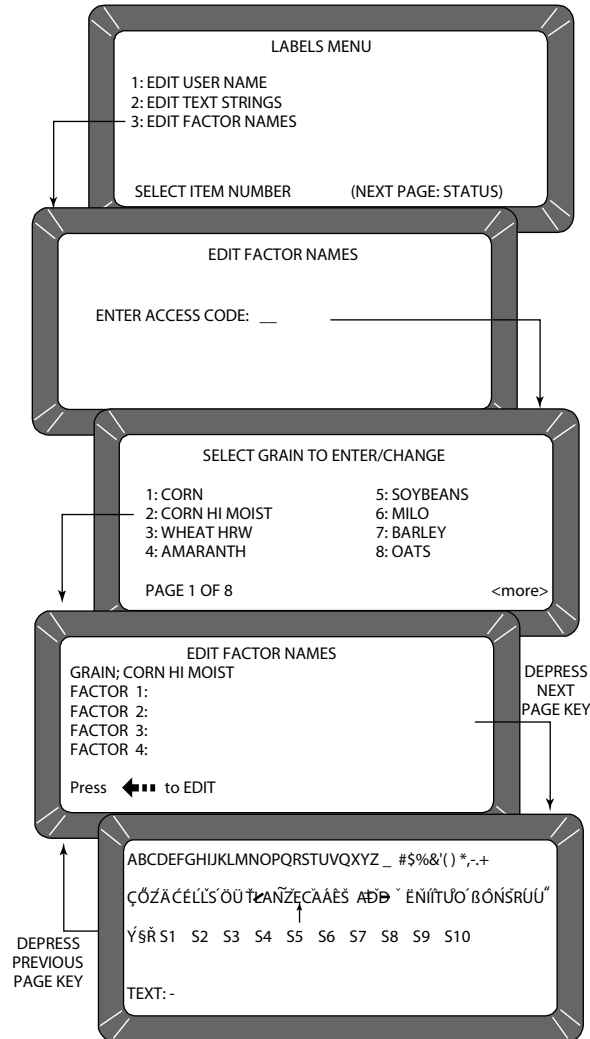 LABELS MENU
1: EDIT USER NAME
2: EDIT TEXT STRINGS
3: EDIT FACTOR NAMES
SELECT ITEM NUMBER (NEXT PAGE: STATUS)
EDIT FACTOR NAMES
ENTER ACCESS CODE: __
SELECT GRAIN TO ENTER/CHANGE
1: CORN 5: SOYBEANS
2: CORN HI MOIST 6: MILO
3: WHEAT HRW 7: BARLEY
4: AMARANTH 8: OATS
PAGE 1 OF 8 <more>
EDIT FACTOR NAMES
GRAIN; CORN HI MOIST
FACTOR 1:
FACTOR 2:
FACTOR 3:
FACTOR 4:
Press to EDIT
DEPRESS
NEXT
PAGE KEY
ABCDEFGHIJKLMNOPQRSTUVQXYZ _ #$%&'( ) *,-.+
Ý§Ř S1 S2 S3 S4 S5 S6 S7 S8 S9 S10
TEXT: -
DEPRESS
PREVIOUS
PAGE KEY